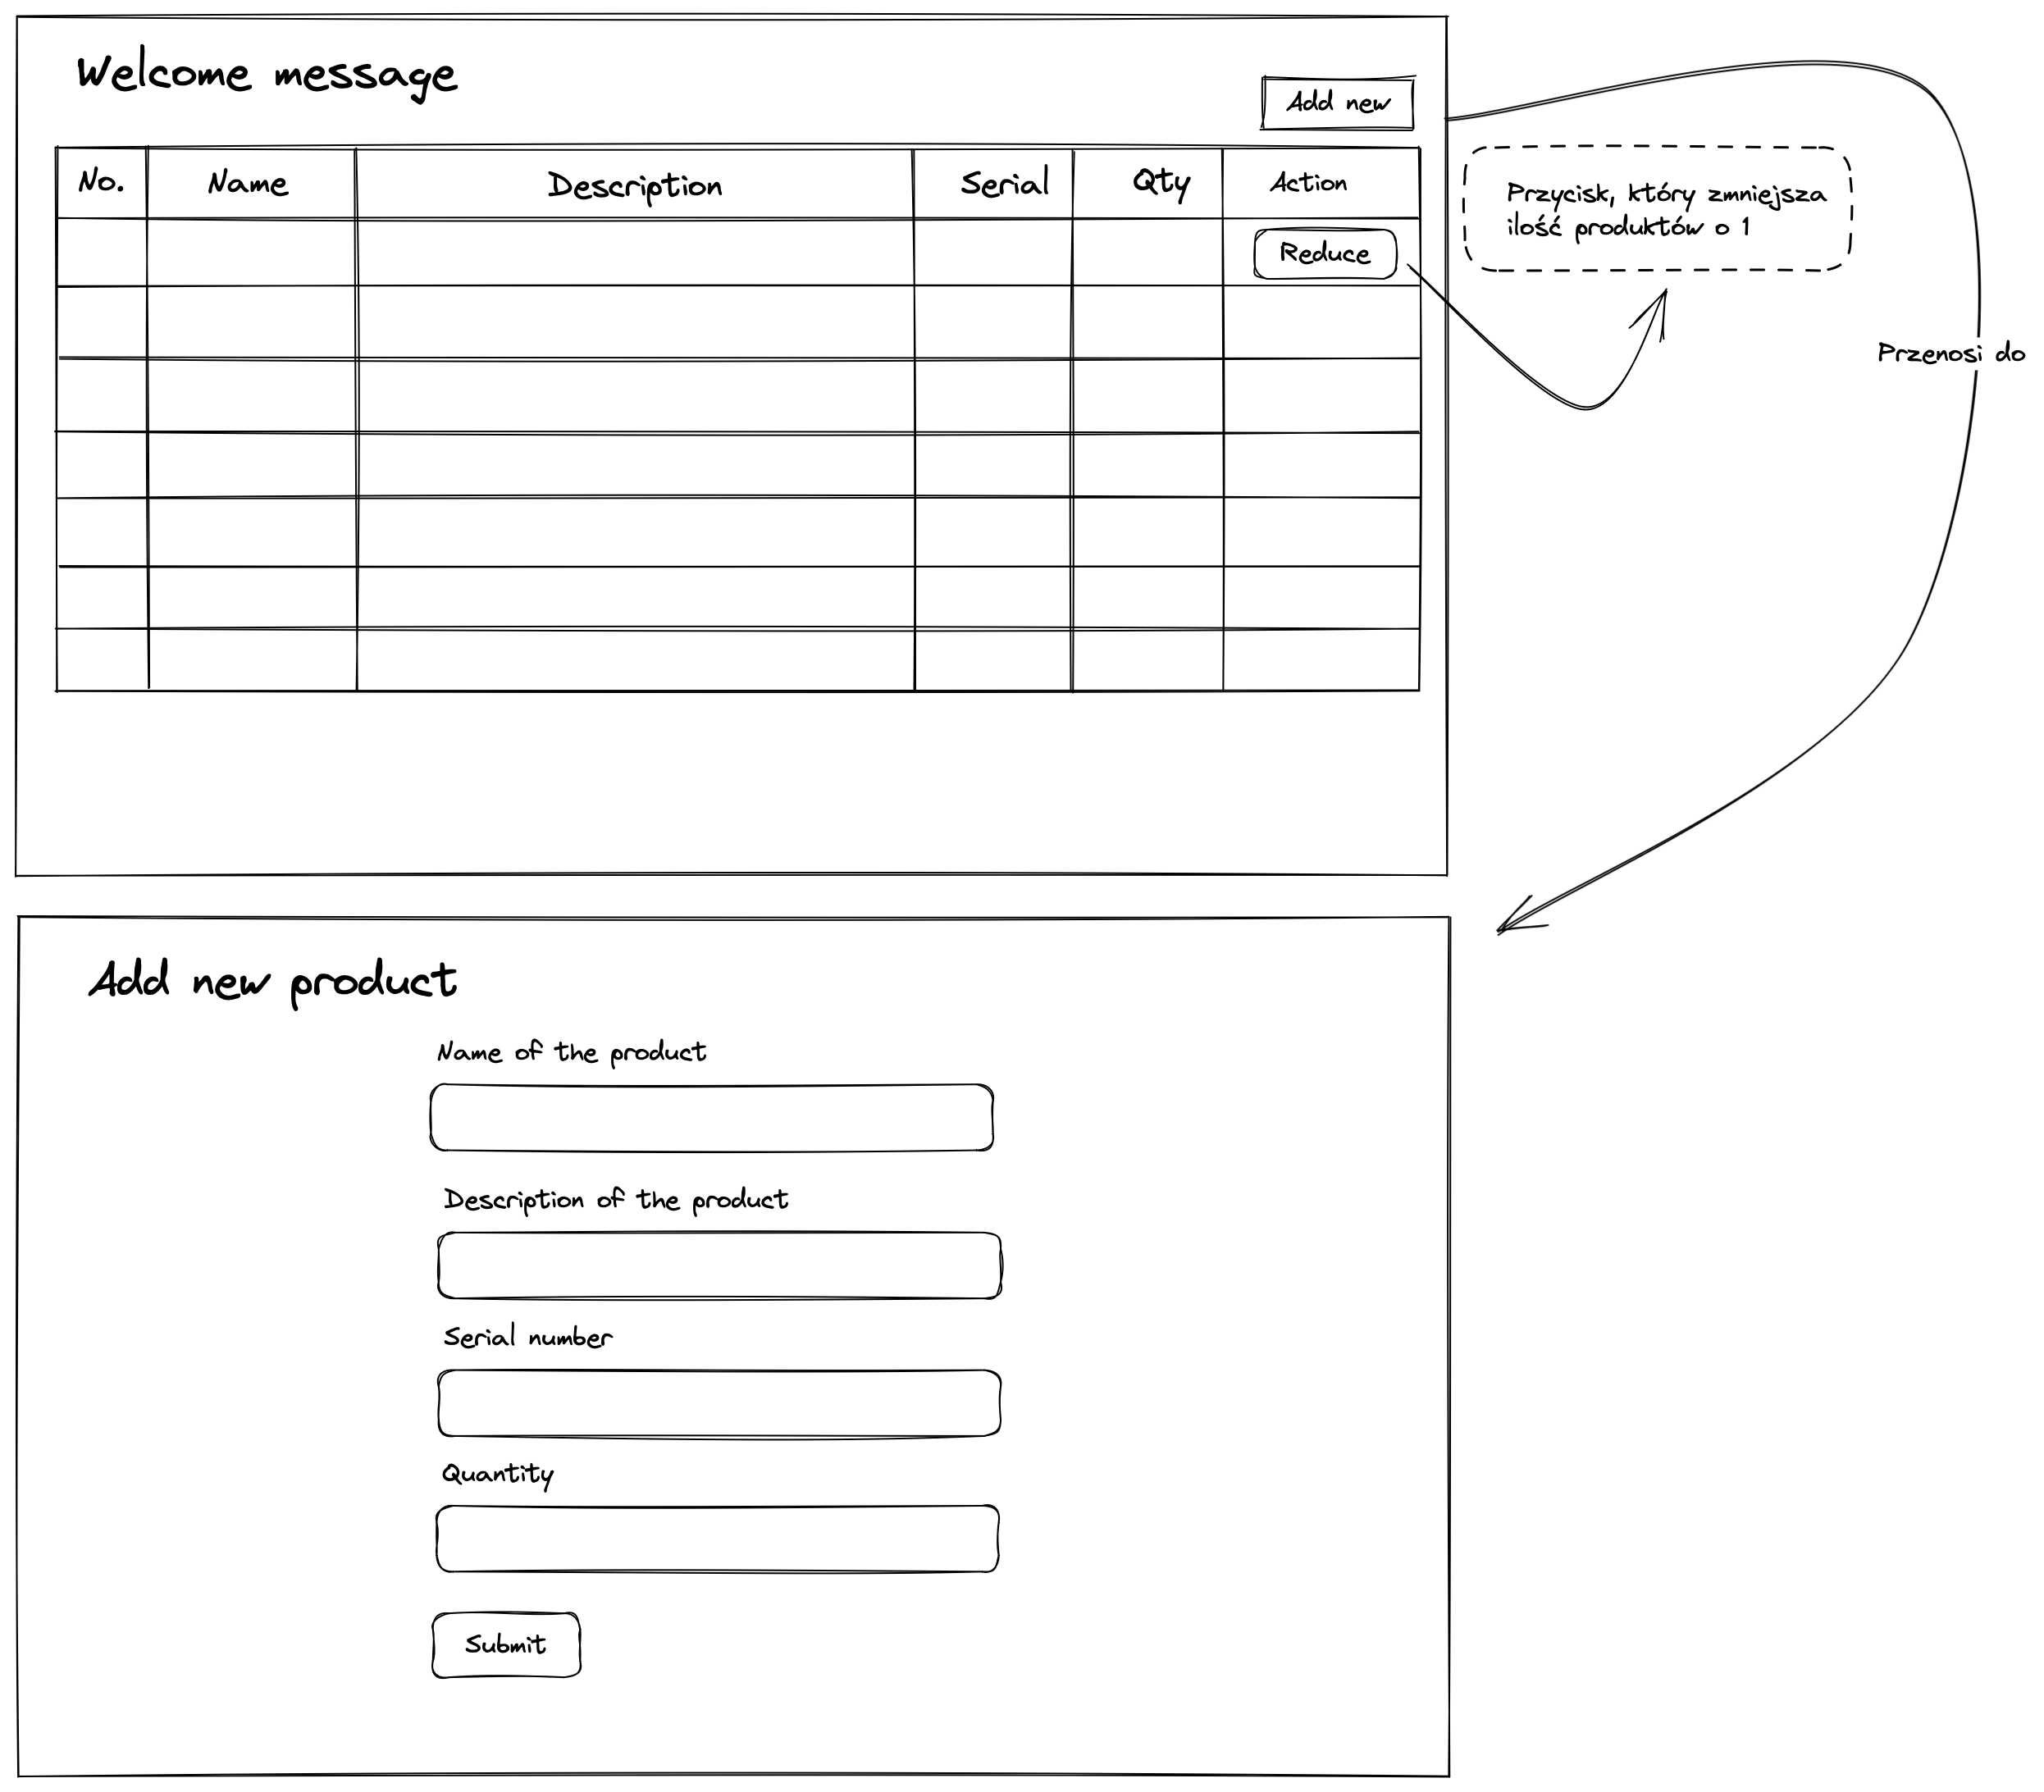 Welcome message
Add new
No. Name Description Serial Qty Action
Reduce
Przycisk, który zmniejsza
ilość produktów o 1
Przenosi do
Add new product
Name of the product
Description of the product
Serial number
Quantity
Submit